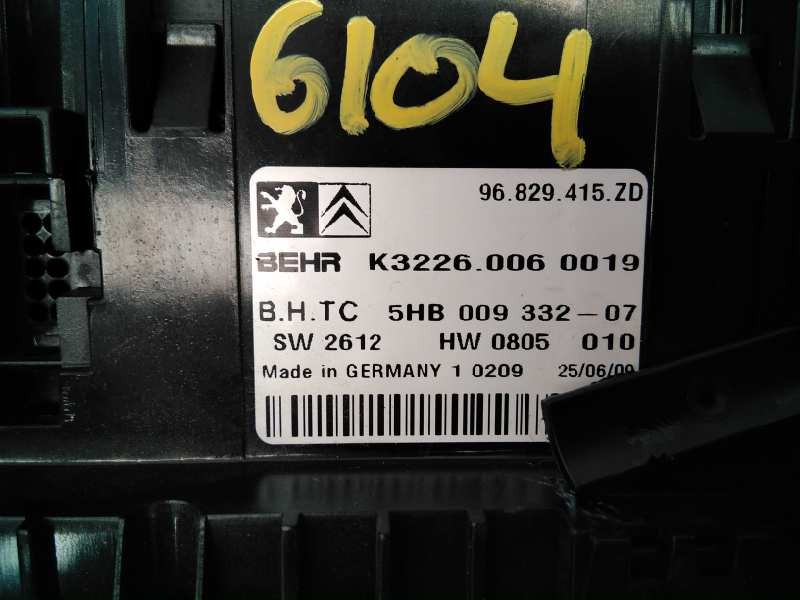 6104
96.829.415.ZD
BEHR K3226.006 0019
B.H.TC 5HB 009 332-07
SW 2612 HW 0805 010
Made in GERMANY 1 0209 25/06/09